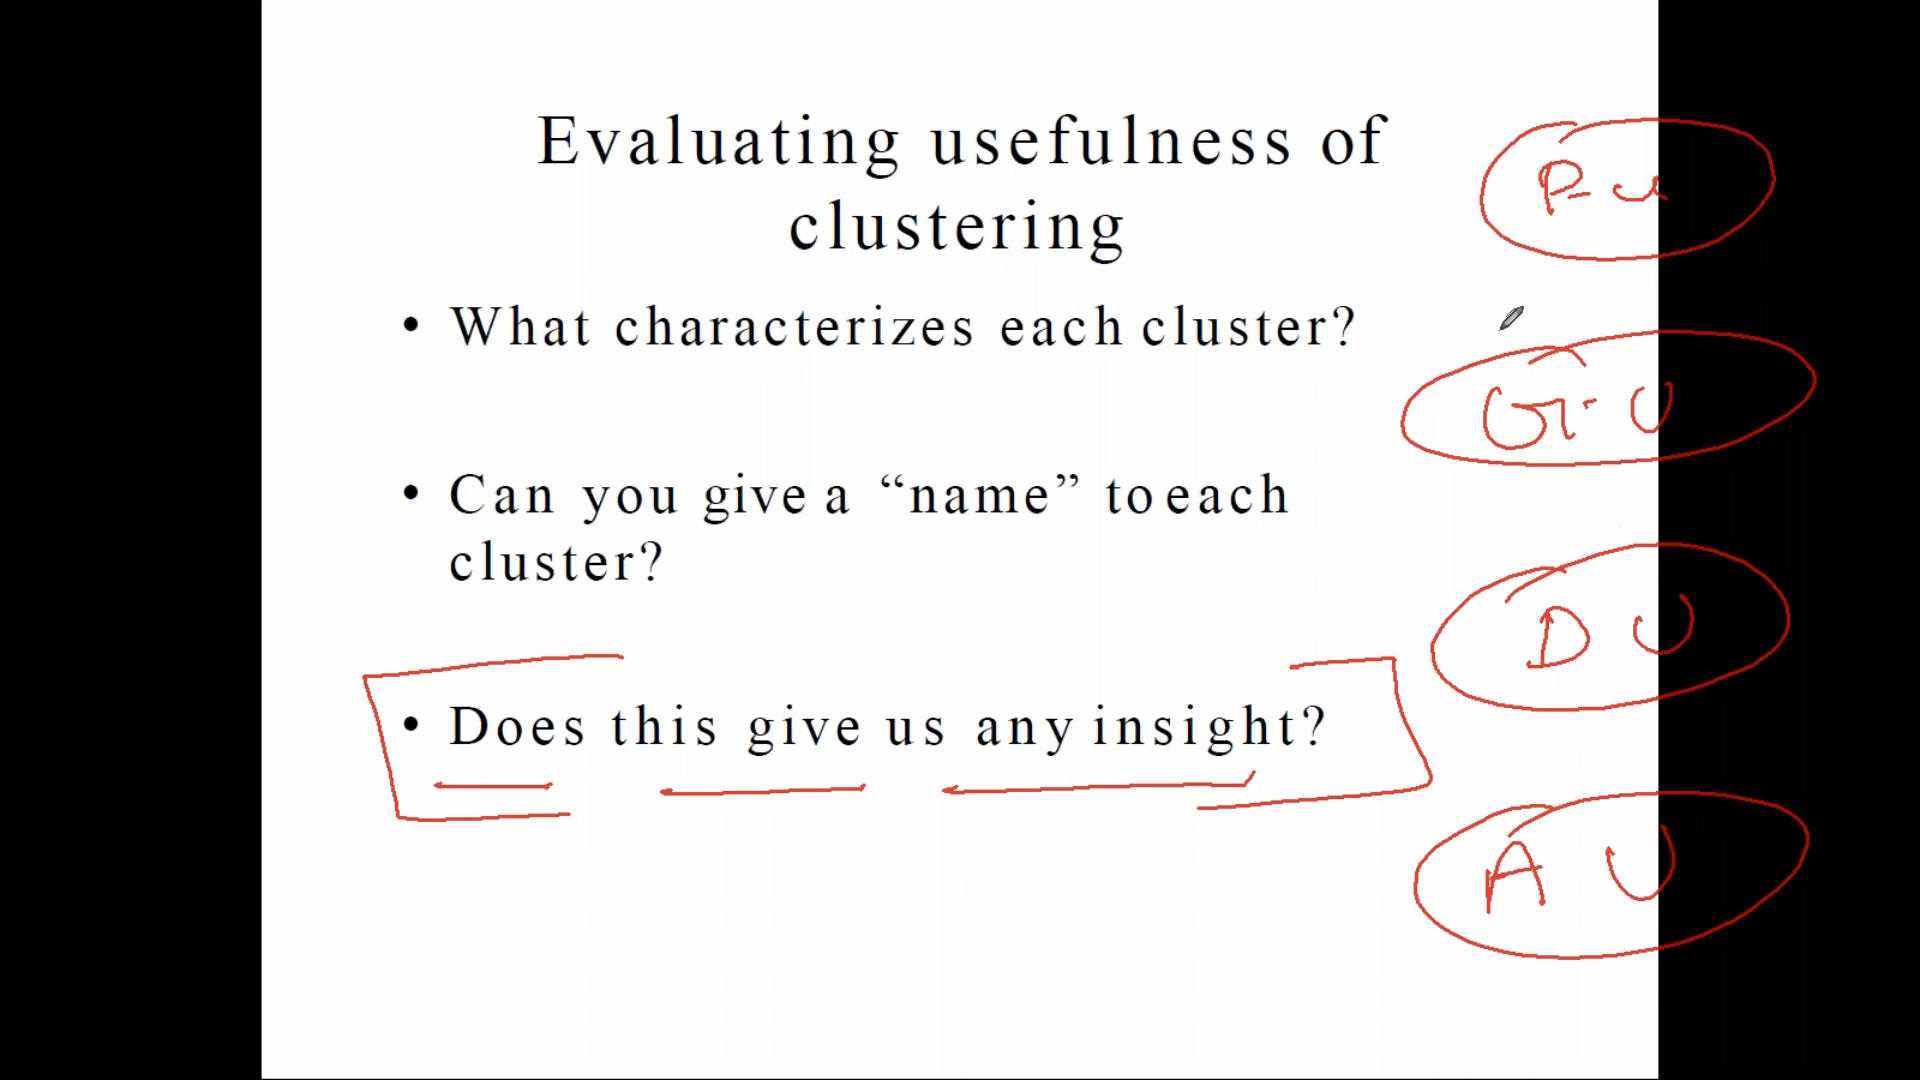 Evaluating usefulness of
clustering
• What characterizes each cluster?
• Can you give a “name” to each
cluster?
• Does this give us any insight?
D U
A U